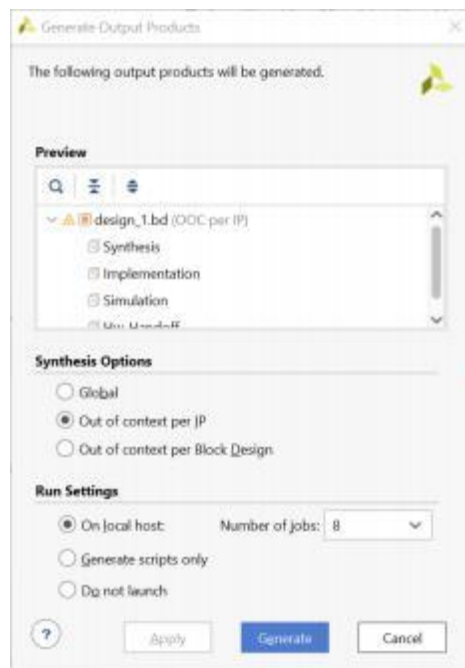 Generate Output Products
The following output products will be generated.
Preview
design_1.bd (OOC per IP)
Synthesis
Implementation
Simulation
Hw Handoff
Synthesis Options
Global
Out of context per IP
Out of context per Block Design
Run Settings
On local host: Number of jobs: 8
Generate scripts only
Do not launch
? Apply Generate Cancel